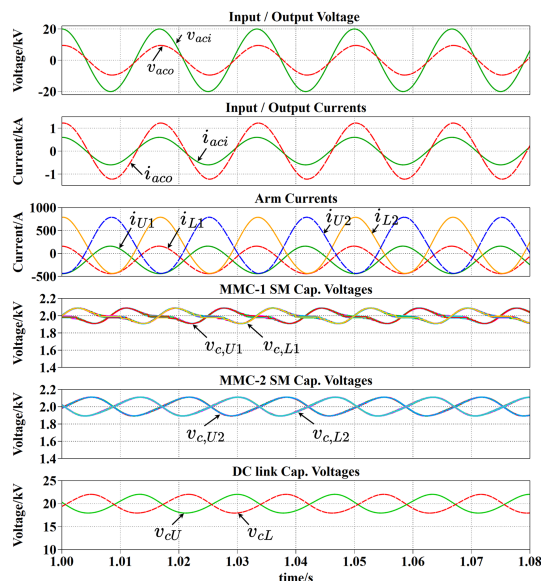 Input / Output Voltage
Voltage/kV
20
0
-20
v_aci
v_aco
Input / Output Currents
Current/kA
1
0
-1
i_aci
i_aco
Arm Currents
Current/A
1000
500
0
-500
i_U1
i_L1
i_U2
i_L2
MMC-1 SM Cap. Voltages
Voltage/kV
2.2
2.0
1.8
1.6
1.4
v_c,U1
v_c,L1
MMC-2 SM Cap. Voltages
Voltage/kV
2.2
2.0
1.8
1.6
1.4
v_c,U2
v_c,L2
DC link Cap. Voltages
Voltage/kV
25
20
15
10
v_cU
v_cL
1.00 1.01 1.02 1.03 1.04 1.05 1.06 1.07 1.08
time/s